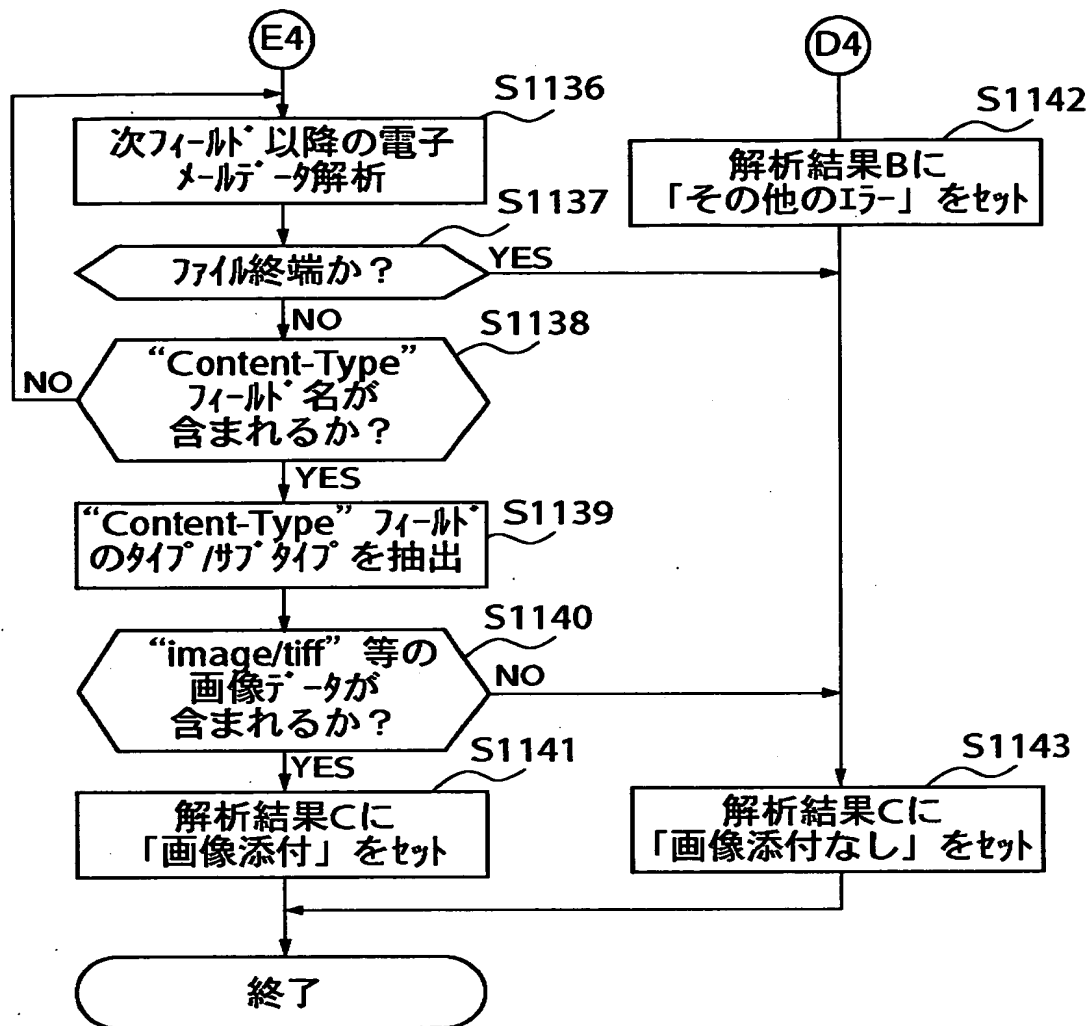 E4
D4
S1136
S1142
次ﾌｨｰﾙﾄﾞ以降の電子
ﾒｰﾙﾃﾞｰﾀ解析
解析結果Bに
「その他のｴﾗｰ」をｾｯﾄ
S1137
ﾌｧｲﾙ終端か？
YES
NO
S1138
“Content-Type”
ﾌｨｰﾙﾄﾞ名が
含まれるか？
NO
YES
S1139
“Content-Type” ﾌｨｰﾙﾄﾞ
のﾀｲﾌﾟ/ｻﾌﾞﾀｲﾌﾟを抽出
S1140
“image/tiff” 等の
画像ﾃﾞｰﾀが
含まれるか？
NO
YES
S1141
S1143
解析結果Cに
「画像添付」をｾｯﾄ
解析結果Cに
「画像添付なし」をｾｯﾄ
終了